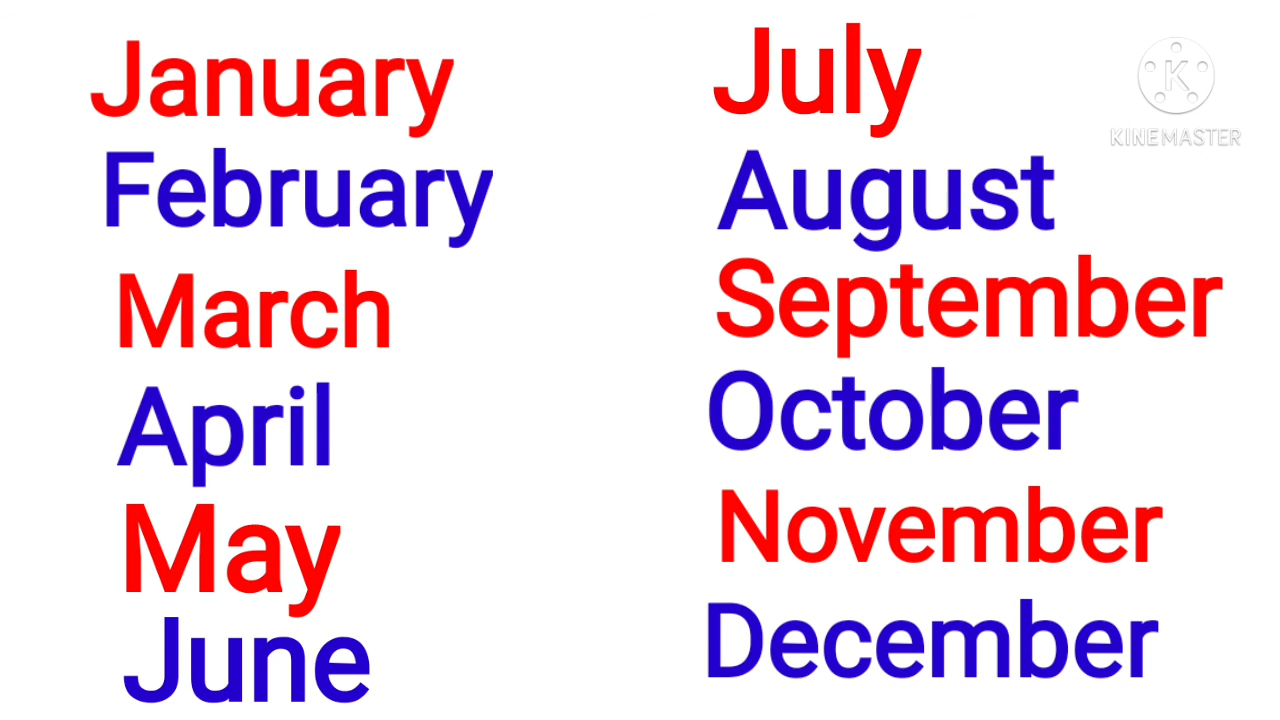 January
February
March
April
May
June
July
August
September
October
November
December
KINEMASTER